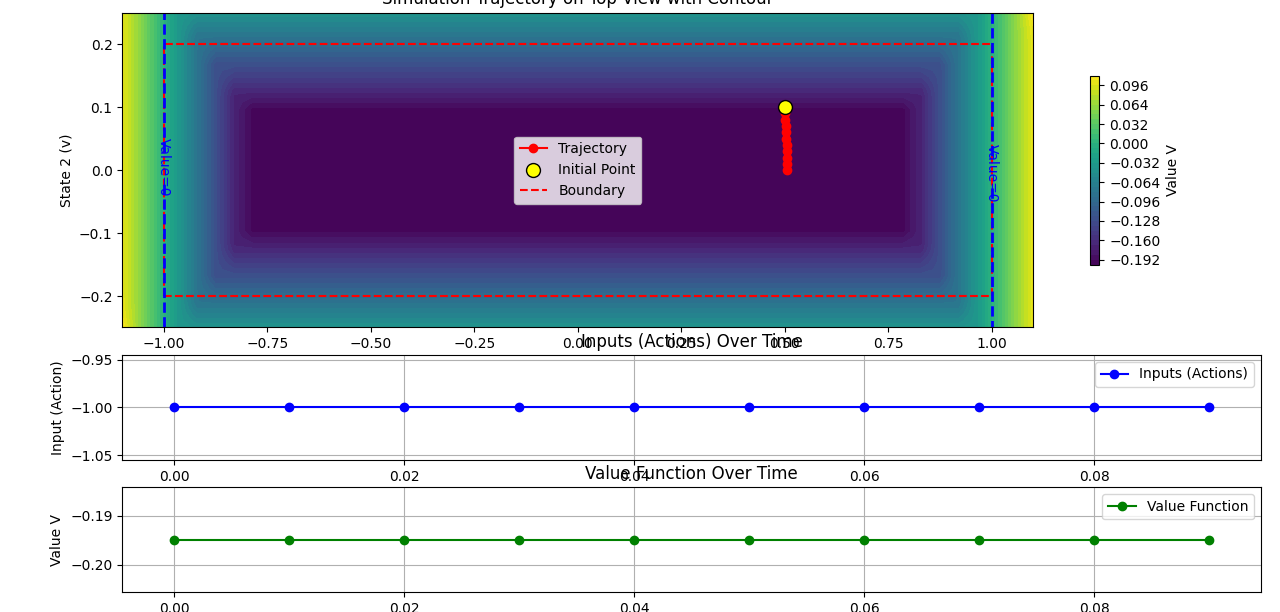 Simulation Trajectory on Top View with Contour
State 2 (v)
0.2
0.1
0.0
−0.1
−0.2
Value=0
Value=0
Trajectory
Initial Point
Boundary
0.096
0.064
0.032
0.000
−0.032
−0.064
−0.096
−0.128
−0.160
−0.192
Value V
−1.00 −0.75 −0.50 −0.25 0.00 0.25 0.50 0.75 1.00
Inputs (Actions) Over Time
Input (Action)
−0.95
−1.00
−1.05
Inputs (Actions)
0.00 0.02 0.04 0.06 0.08
Value Function Over Time
Value V
−0.19
−0.20
Value Function
0.00 0.02 0.04 0.06 0.08